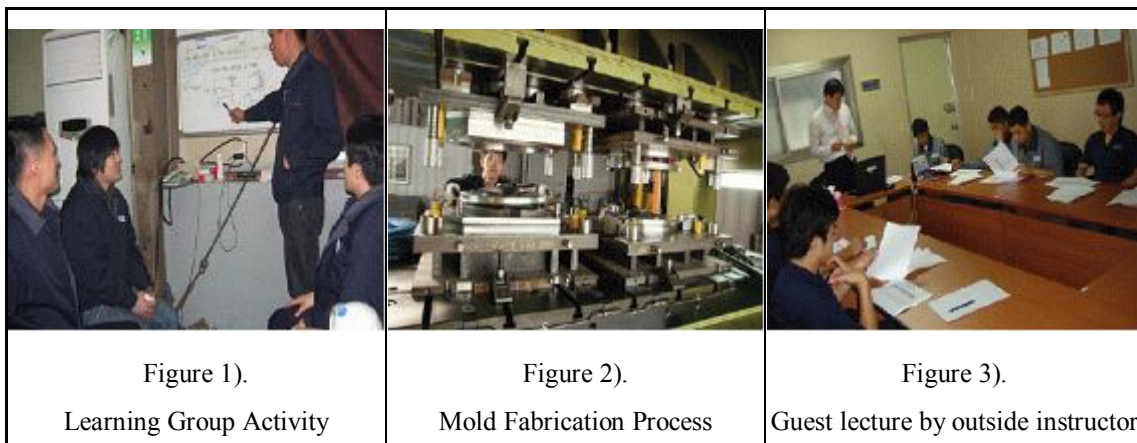 Figure 1).
Learning Group Activity
Figure 2).
Mold Fabrication Process
Figure 3).
Guest lecture by outside instructor